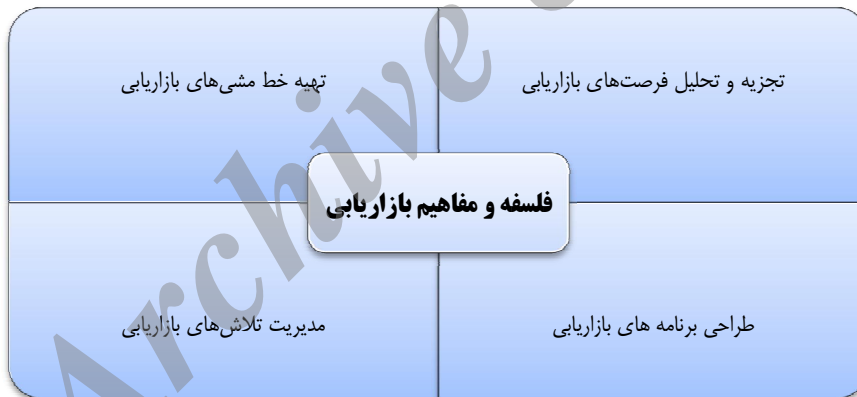 تجزیه و تحلیل فرصت‌های بازاریابی
تهیه خط مشی‌های بازاریابی
فلسفه و مفاهیم بازاریابی
طراحی برنامه های بازاریابی
مدیریت تلاش‌های بازاریابی
Archive